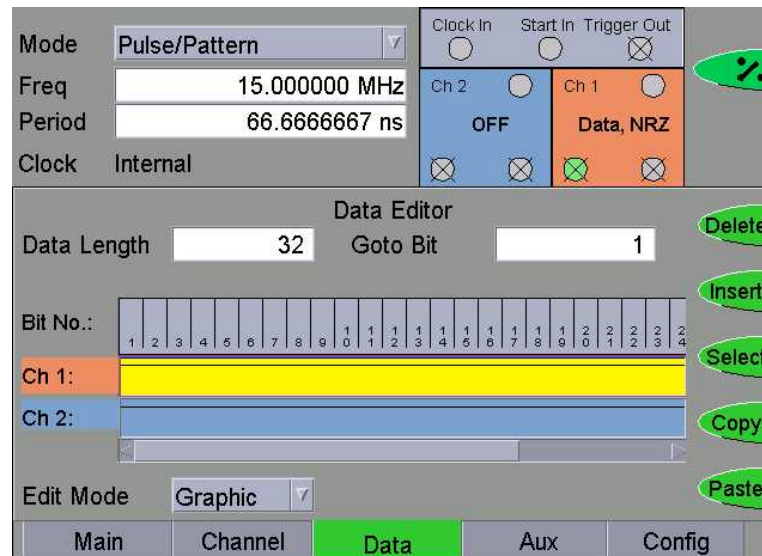 Mode Pulse/Pattern
Freq 15.000000 MHz
Period 66.6666667 ns
Clock Internal
Clock In Start In Trigger Out
Ch 2 Ch 1
OFF Data, NRZ
Data Editor
Data Length 32 Goto Bit 1
Bit No.: 1 2 3 4 5 6 7 8 9 10 11 12 13 14 15 16 17 18 19 20 21 22 23 24
Ch 1:
Ch 2:
Edit Mode Graphic
Delete
Insert
Select
Copy
Paste
Main Channel Data Aux Config